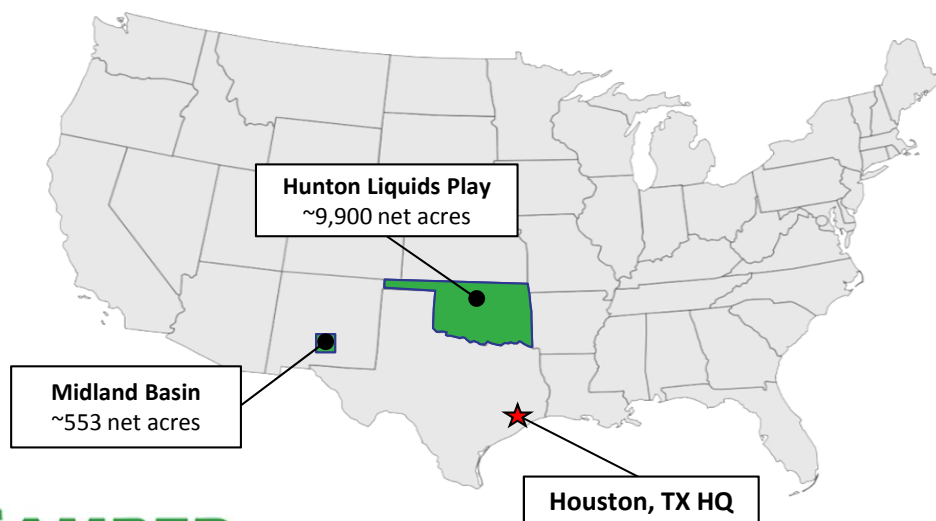 Hunton Liquids Play
~9,900 net acres
Midland Basin
~553 net acres
Houston, TX HQ